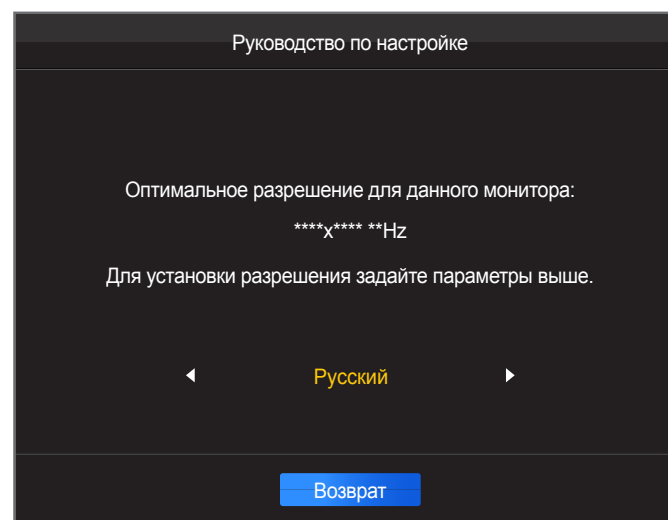 Руководство по настройке
Оптимальное разрешение для данного монитора:
****x**** **Hz
Для установки разрешения задайте параметры выше.
Русский
Возврат